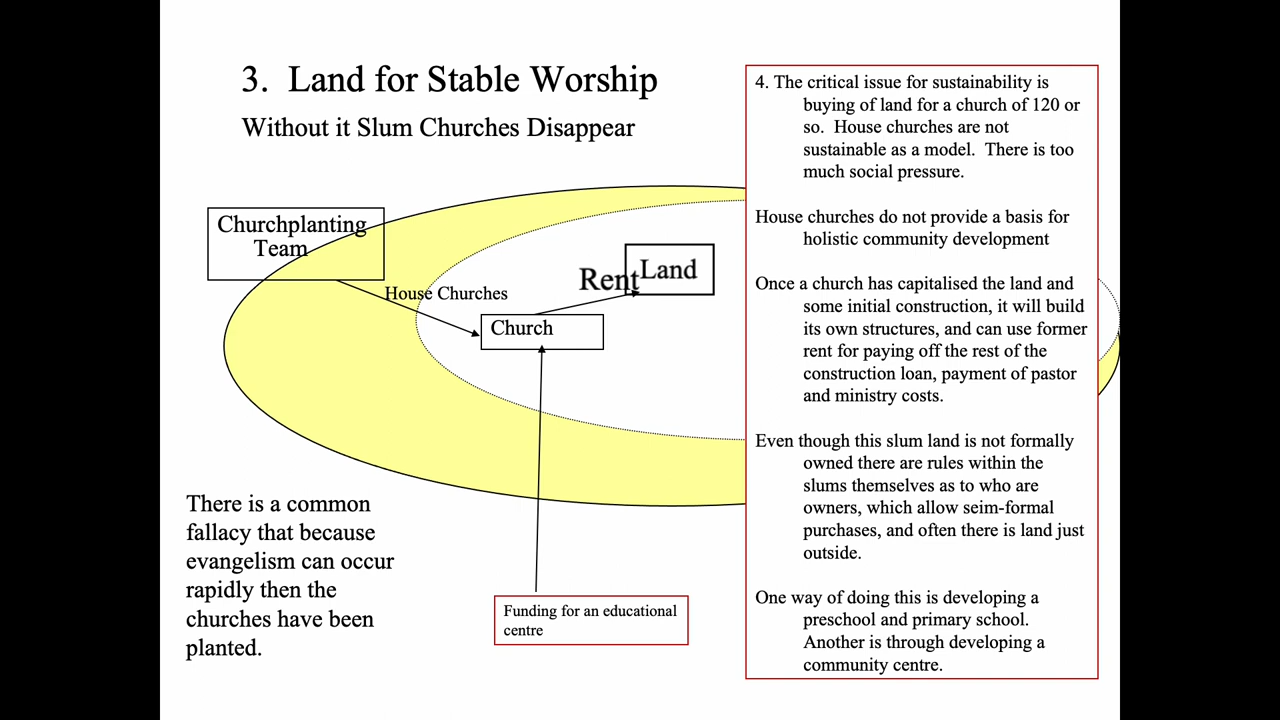 3. Land for Stable Worship
Without it Slum Churches Disappear
Churchplanting
Team
House Churches
Rent
Land
Church
There is a common
fallacy that because
evangelism can occur
rapidly then the
churches have been
planted.
Funding for an educational
centre
4. The critical issue for sustainability is
buying of land for a church of 120 or
so. House churches are not
sustainable as a model. There is too
much social pressure.
House churches do not provide a basis for
holistic community development
Once a church has capitalised the land and
some initial construction, it will build
its own structures, and can use former
rent for paying off the rest of the
construction loan, payment of pastor
and ministry costs.
Even though this slum land is not formally
owned there are rules within the
slums themselves as to who are
owners, which allow seim-formal
purchases, and often there is land just
outside.
One way of doing this is developing a
preschool and primary school.
Another is through developing a
community centre.